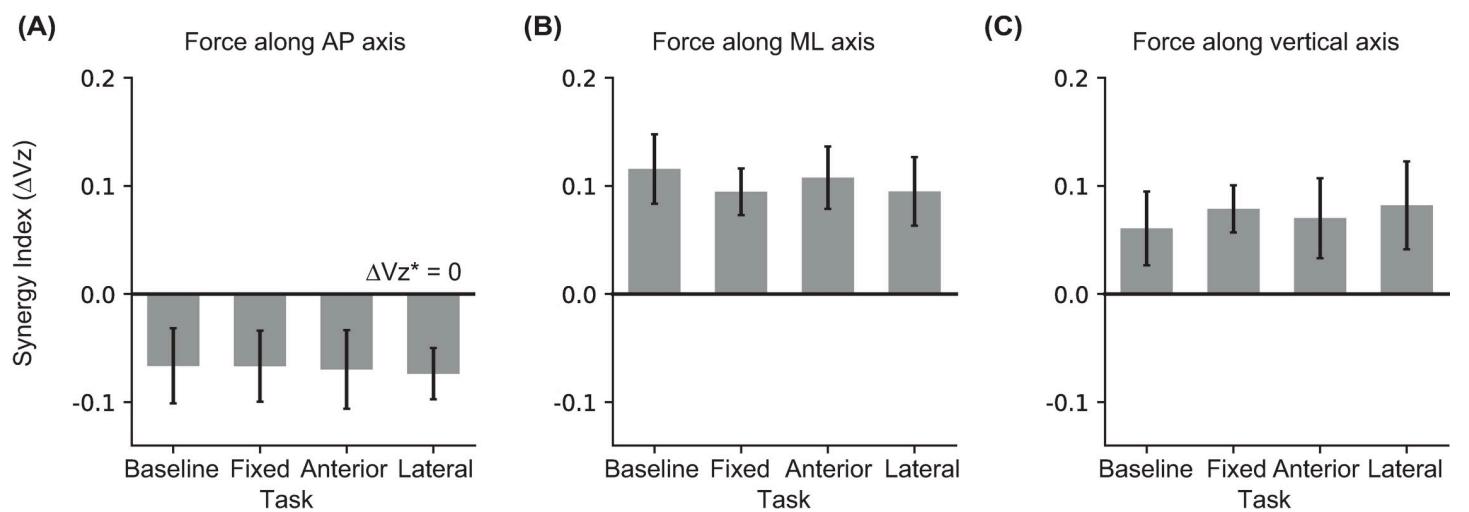 (A)
Force along AP axis
Synergy Index (ΔVz)
0.2
0.1
0.0
-0.1
ΔVz* = 0
Baseline Fixed Anterior Lateral
Task
(B)
Force along ML axis
0.2
0.1
0.0
-0.1
Baseline Fixed Anterior Lateral
Task
(C)
Force along vertical axis
0.2
0.1
0.0
-0.1
Baseline Fixed Anterior Lateral
Task